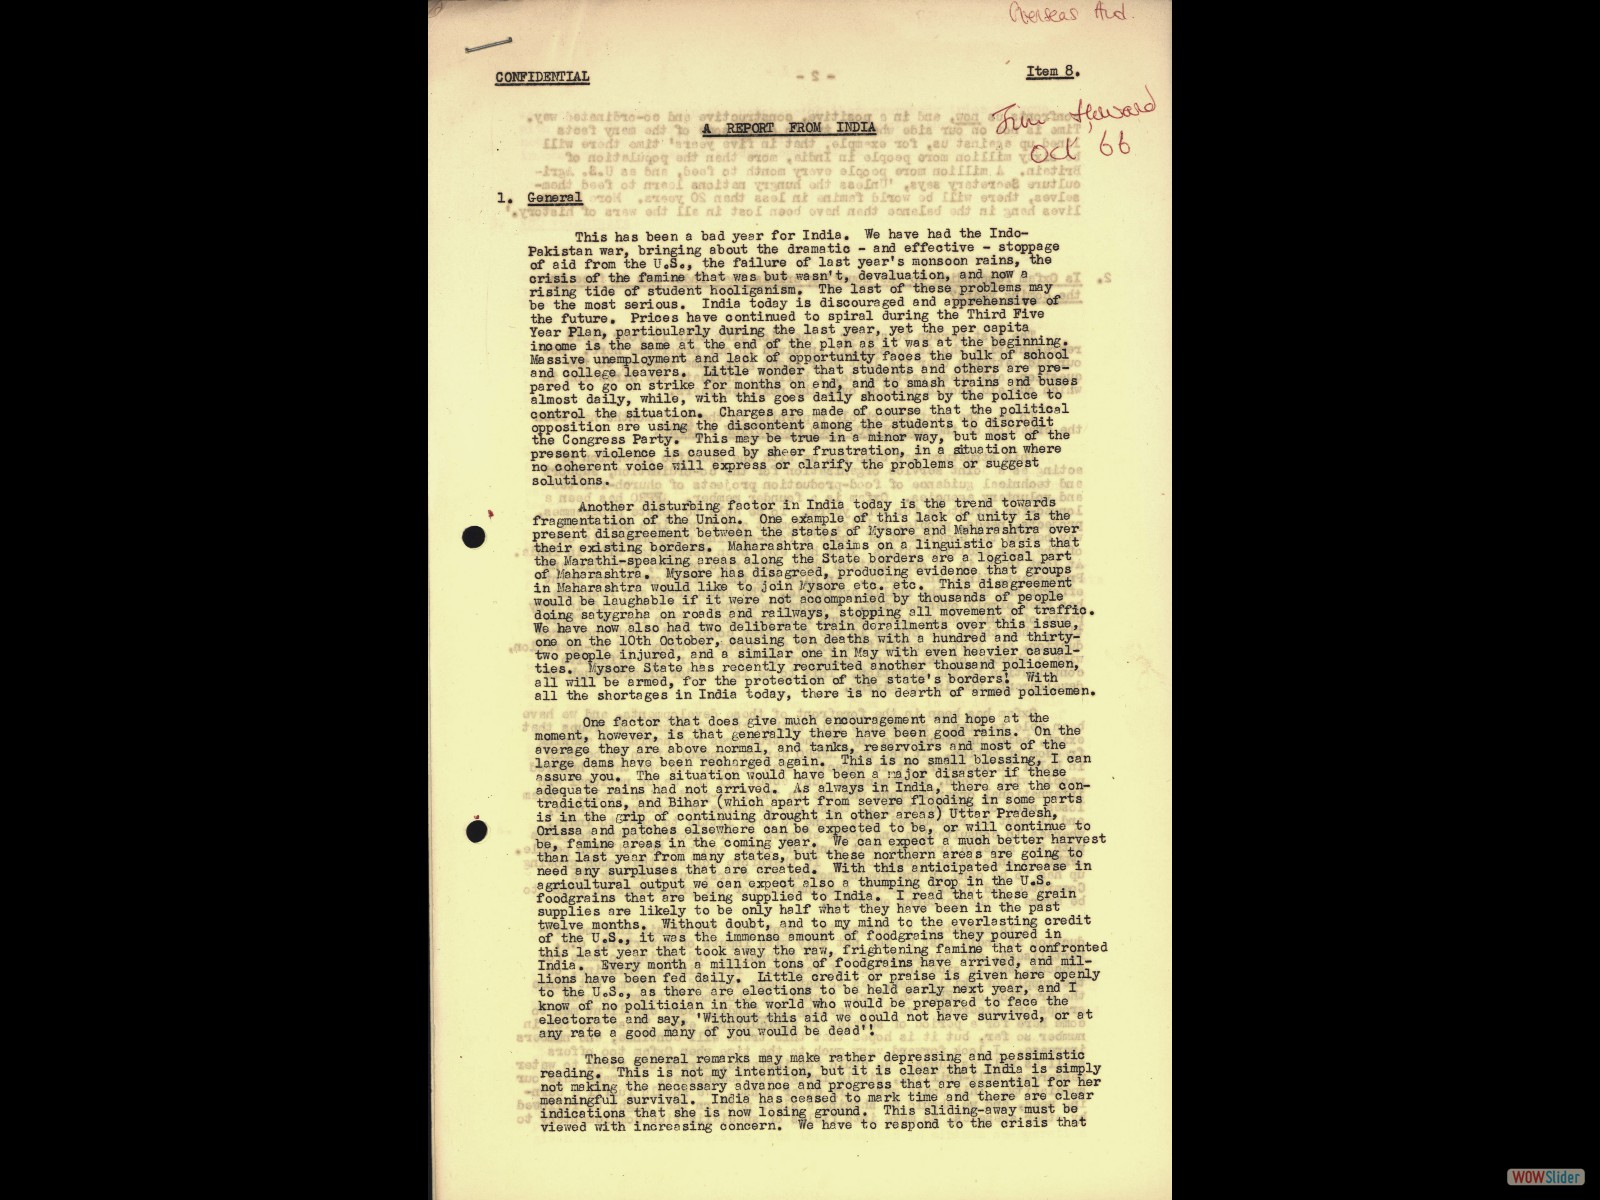 Overseas Aid.
CONFIDENTIAL
- 2 -
Item 8.
Jim Howard
Oct 66
A REPORT FROM INDIA
1. General
This has been a bad year for India. We have had the Indo-
Pakistan war, bringing about the dramatic - and effective - stoppage
of aid from the U.S., the failure of last year's monsoon rains, the
crisis of the famine that was but wasn't, devaluation, and now a
rising tide of student hooliganism. The last of these problems may
be the most serious. India today is discouraged and apprehensive of
the future. Prices have continued to spiral during the Third Five
Year Plan, particularly during the last year, yet the per capita
income is the same at the end of the plan as it was at the beginning.
Massive unemployment and lack of opportunity faces the bulk of school
and college leavers. Little wonder that students and others are pre-
pared to go on strike for months on end, and to smash trains and buses
almost daily, while, with this goes daily shootings by the police to
control the situation. Charges are made of course that the political
opposition are using the discontent among the students to discredit
the Congress Party. This may be true in a minor way, but most of the
present violence is caused by sheer frustration, in a situation where
no coherent voice will express or clarify the problems or suggest
solutions.
Another disturbing factor in India today is the trend towards
fragmentation of the Union. One example of this lack of unity is the
present disagreement between the states of Mysore and Maharashtra over
their existing borders. Maharashtra claims on a linguistic basis that
the Marathi-speaking areas along the State borders are a logical part
of Maharashtra. Mysore has disagreed, producing evidence that groups
in Maharashtra would like to join Mysore etc. etc. This disagreement
would be laughable if it were not accompanied by thousands of people
doing satygraha on roads and railways, stopping all movement of traffic.
We have now also had two deliberate train derailments over this issue,
one on the 10th October, causing ten deaths with a hundred and thirty-
two people injured, and a similar one in May with even heavier casual-
ties. Mysore State has recently recruited another thousand policemen,
all will be armed, for the protection of the state's borders! With
all the shortages in India today, there is no dearth of armed policemen.
One factor that does give much encouragement and hope at the
moment, however, is that generally there have been good rains. On the
average they are above normal, and tanks, reservoirs and most of the
large dams have been recharged again. This is no small blessing, I can
assure you. The situation would have been a major disaster if these
adequate rains had not arrived. As always in India, there are the con-
tradictions, and Bihar (which apart from severe flooding in some parts
is in the grip of continuing drought in other areas) Uttar Pradesh,
Orissa and patches elsewhere can be expected to be, or will continue to
be, famine areas in the coming year. We can expect a much better harvest
than last year from many states, but these northern areas are going to
need any surpluses that are created. With this anticipated increase in
agricultural output we can expect also a thumping drop in the U.S.
foodgrains that are being supplied to India. I read that these grain
supplies are likely to be only half what they have been in the past
twelve months. Without doubt, and to my mind to the everlasting credit
of the U.S., it was the immense amount of foodgrains they poured in
this last year that took away the raw, frightening famine that confronted
India. Every month a million tons of foodgrains have arrived, and mil-
lions have been fed daily. Little credit or praise is given here openly
to the U.S., as there are elections to be held early next year, and I
know of no politician in the world who would be prepared to face the
electorate and say, 'Without this aid we could not have survived, or at
any rate a good many of you would be dead'!
These general remarks may make rather depressing and pessimistic
reading. This is not my intention, but it is clear that India is simply
not making the necessary advance and progress that are essential for her
meaningful survival. India has ceased to mark time and there are clear
indications that she is now losing ground. This sliding-away must be
viewed with increasing concern. We have to respond to the crisis that
WOWSlider